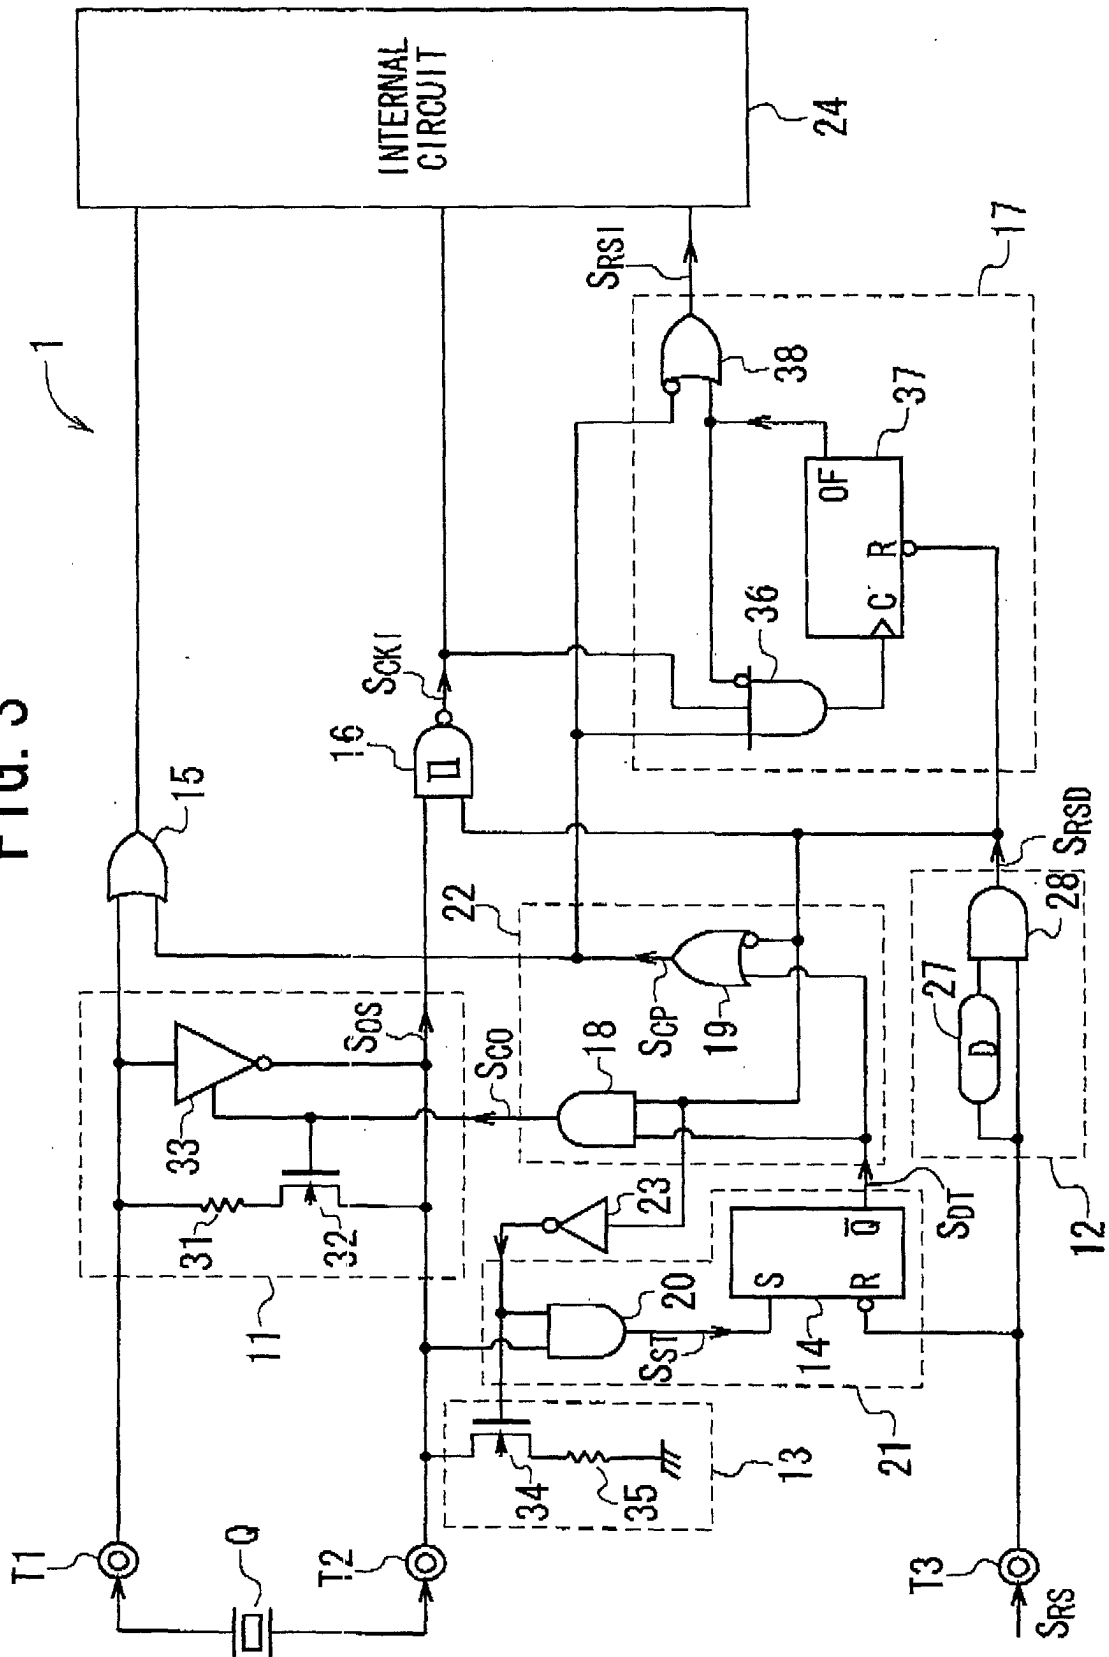 FIG. 3
1
T1
Q
T2
T3
SRS
11
31
32
33
SOS
SCO
15
16
SCKI
INTERNAL
CIRCUIT
24
13
34
35
20
SST
21
14
S
R
Q̅
SDT
23
18
19
SCP
22
12
27
D
28
SRSD
17
36
37
C
R
OF
38
SRSI